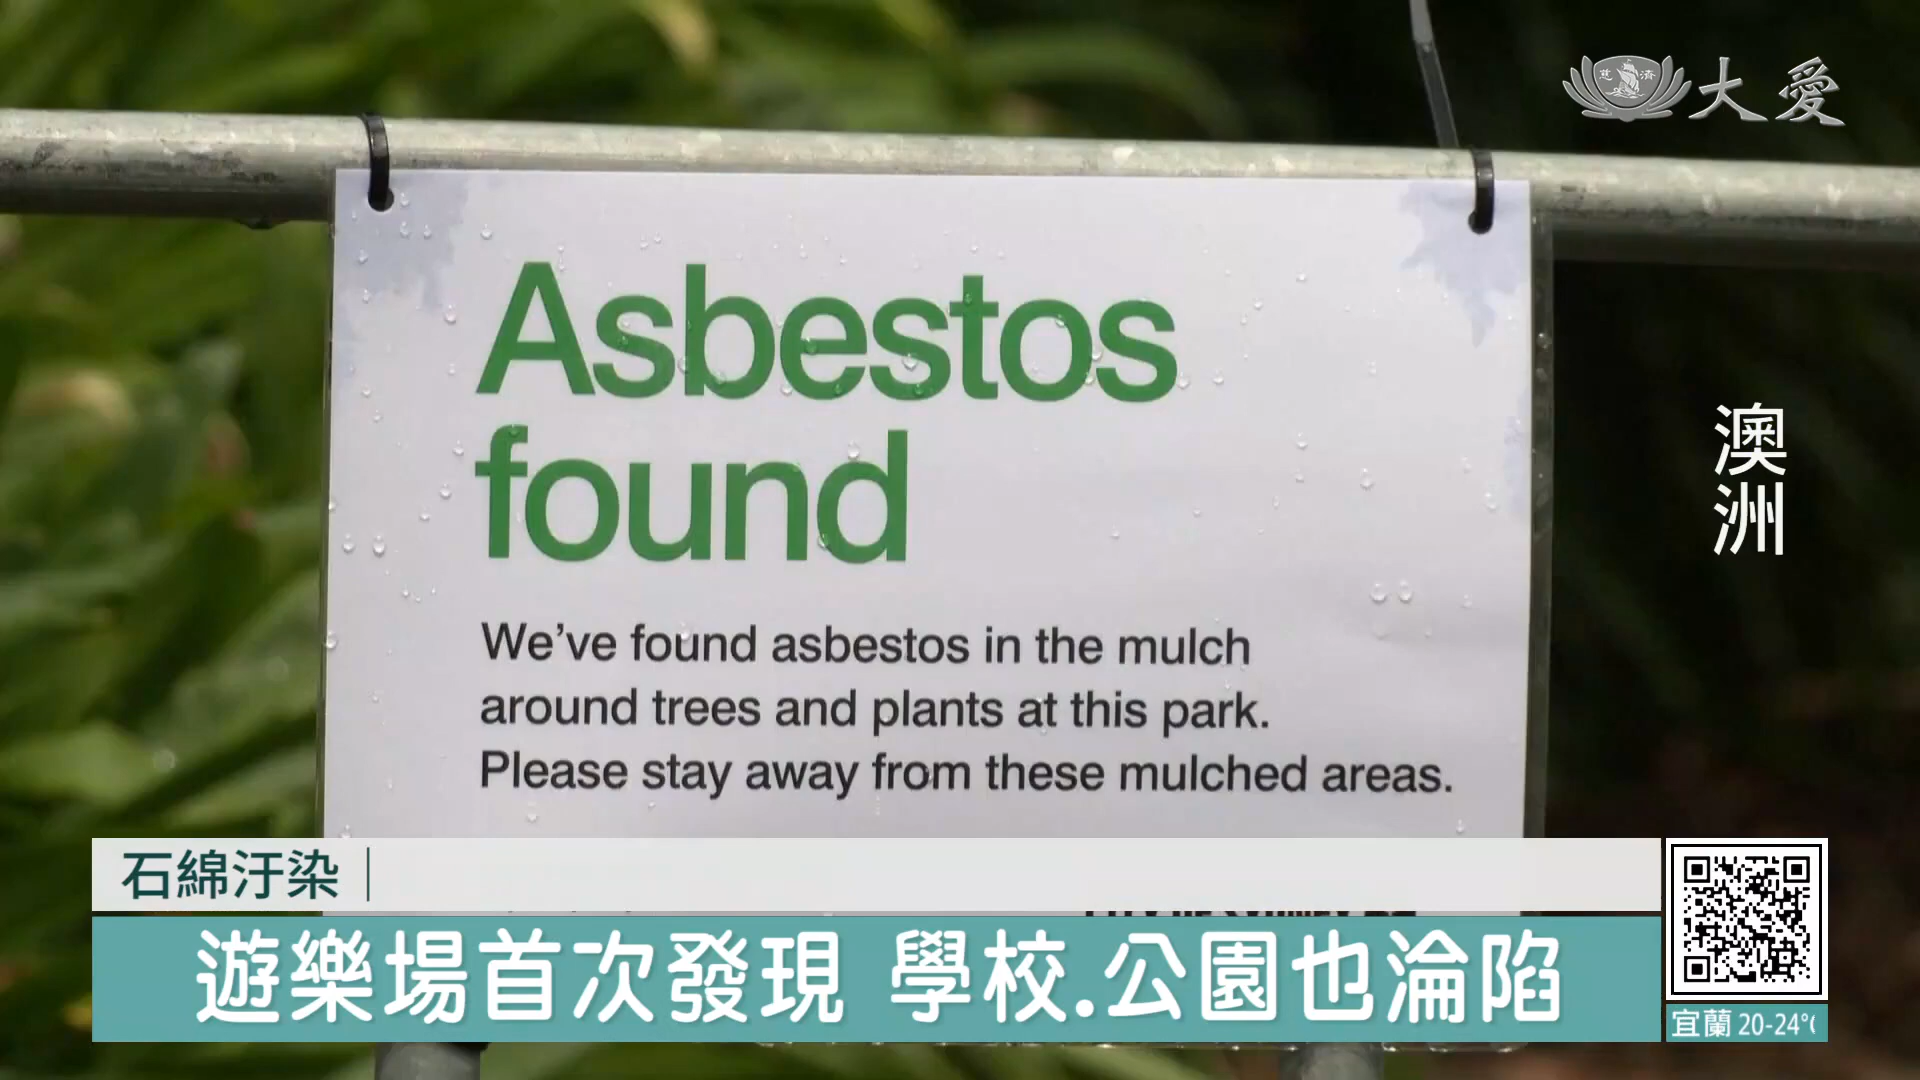 慈濟
大愛
Asbestos
found
We've found asbestos in the mulch
around trees and plants at this park.
Please stay away from these mulched areas.
澳洲
石綿汙染
遊樂場首次發現 學校.公園也淪陷
宜蘭 20-24°